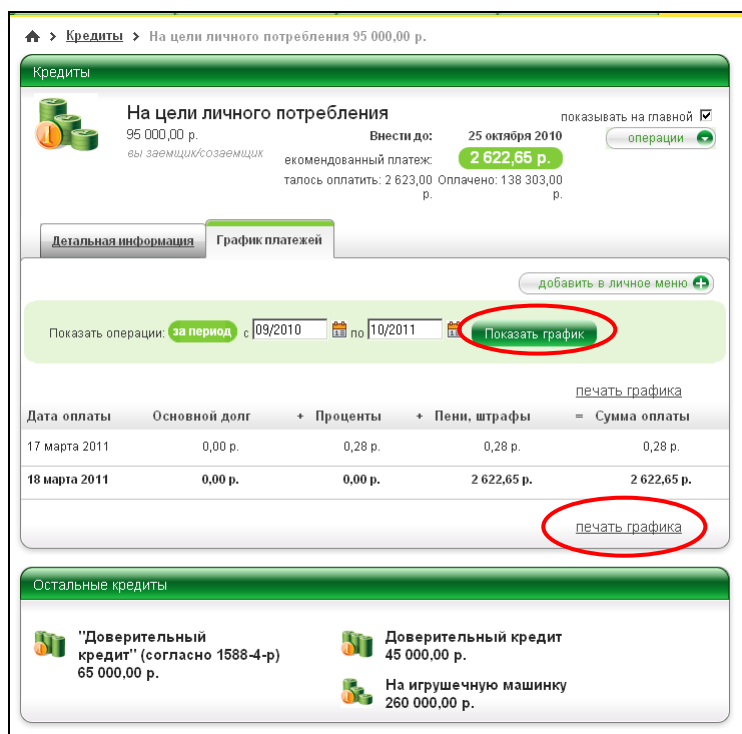 > Кредиты > На цели личного потребления 95 000,00 р.
Кредиты
На цели личного потребления
показывать на главной
95 000,00 р.
Внести до: 25 октября 2010
операции
вы заемщик/созаемщик
екомендованный платеж: 2 622,65 р.
талось оплатить: 2 623,00 р.
Оплачено: 138 303,00 р.
Детальная информация
График платежей
добавить в личное меню
Показать операции: за период с 09/2010 по 10/2011 Показать график
печать графика
Дата оплаты Основной долг + Проценты + Пени, штрафы = Сумма оплаты
17 марта 2011 0,00 р. 0,28 р. 0,28 р. 0,28 р.
18 марта 2011 0,00 р. 0,00 р. 2 622,65 р. 2 622,65 р.
печать графика
Остальные кредиты
"Доверительный
кредит" (согласно 1588-4-р)
65 000,00 р.
Доверительный кредит
45 000,00 р.
На игрушечную машинку
260 000,00 р.